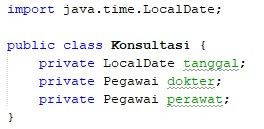 import java.time.LocalDate;
public class Konsultasi {
    private LocalDate tanggal;
    private Pegawai dokter;
    private Pegawai perawat;
}